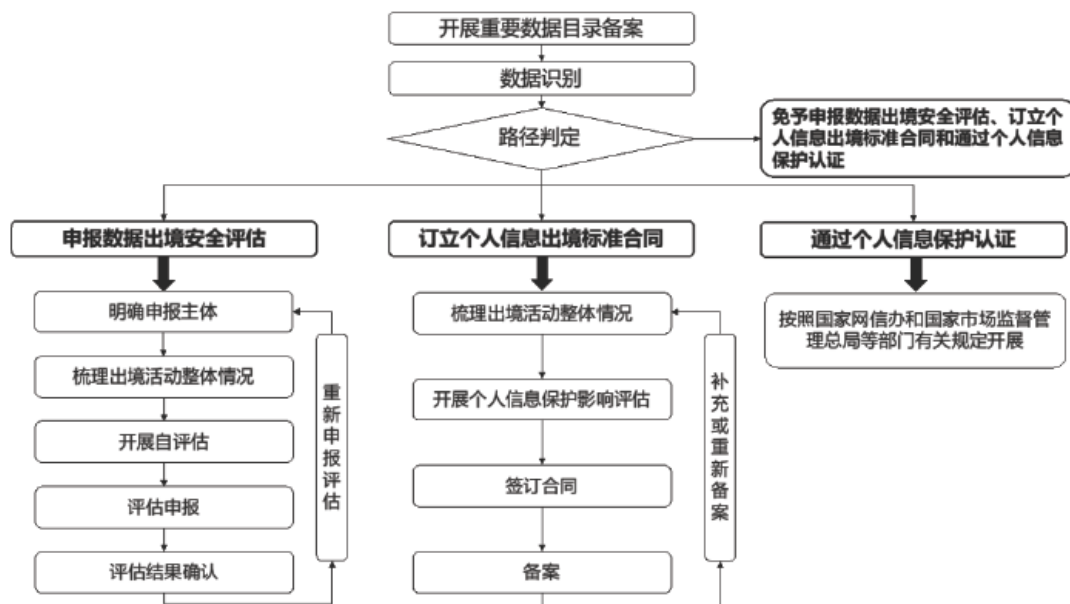 开展重要数据目录备案
数据识别
路径判定
免予申报数据出境安全评估、订立个
人信息出境标准合同和通过个人信息
保护认证
申报数据出境安全评估
明确申报主体
梳理出境活动整体情况
开展自评估
评估申报
评估结果确认
重新申报评估
订立个人信息出境标准合同
梳理出境活动整体情况
开展个人信息保护影响评估
签订合同
备案
补充或重新备案
通过个人信息保护认证
按照国家网信办和国家市场监督管
理总局等部门有关规定开展